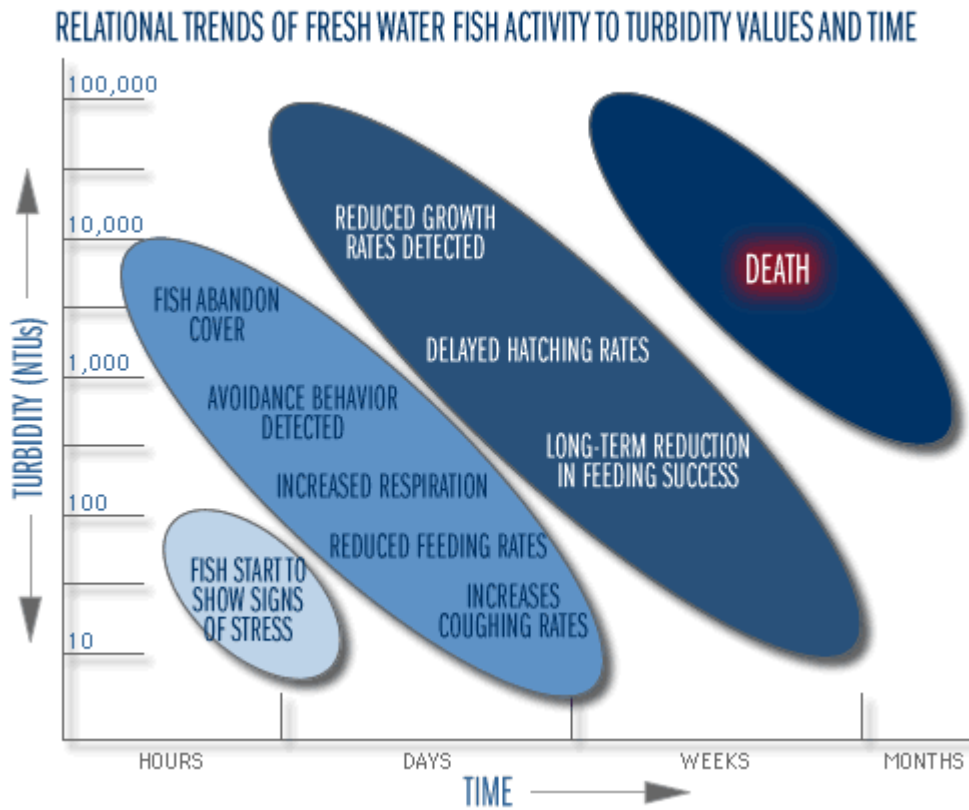 RELATIONAL TRENDS OF FRESH WATER FISH ACTIVITY TO TURBIDITY VALUES AND TIME
TURBIDITY (NTUs)
100,000
10,000
1,000
100
10
FISH ABANDON
COVER
AVOIDANCE BEHAVIOR
DETECTED
INCREASED RESPIRATION
REDUCED FEEDING RATES
INCREASES
COUGHING RATES
FISH START TO
SHOW SIGNS
OF STRESS
REDUCED GROWTH
RATES DETECTED
DELAYED HATCHING RATES
LONG-TERM REDUCTION
IN FEEDING SUCCESS
DEATH
HOURS
DAYS
WEEKS
MONTHS
TIME